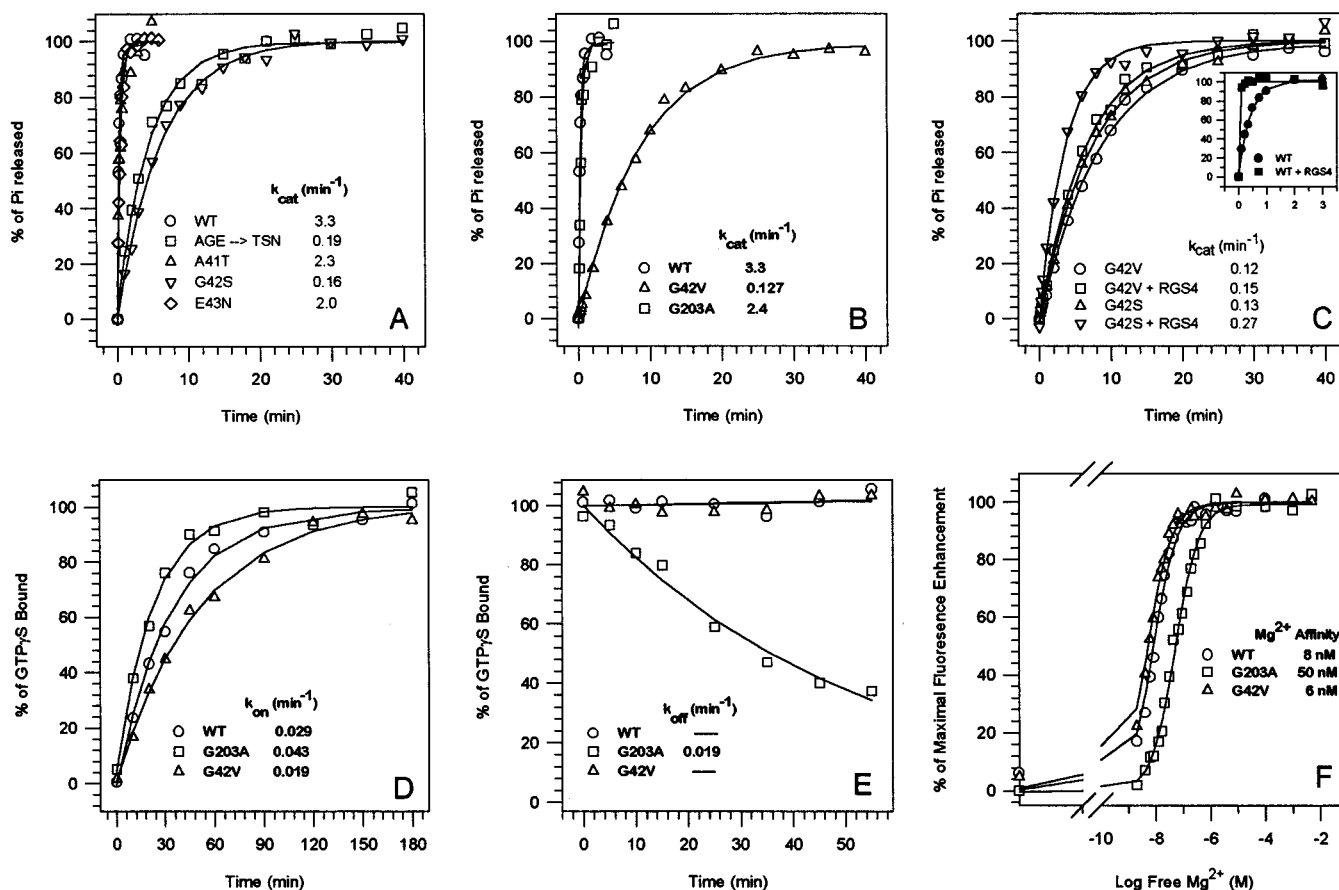 % of Pi released
100
80
60
40
20
0
k cat (min⁻¹)
WT 3.3
AGE --> TSN 0.19
A41T 2.3
G42S 0.16
E43N 2.0
A
0 10 20 30 40
Time (min)
% of Pi released
100
80
60
40
20
0
k cat (min⁻¹)
WT 3.3
G42V 0.127
G203A 2.4
B
0 10 20 30 40
Time (min)
% of Pi released
100
80
60
40
20
0
100
80
60
40
20
0
WT
WT + RGS4
0 1 2 3
k cat (min⁻¹)
G42V 0.12
G42V + RGS4 0.15
G42S 0.13
G42S + RGS4 0.27
C
0 10 20 30 40
Time (min)
% of GTPγS Bound
100
80
60
40
20
0
k on (min⁻¹)
WT 0.029
G203A 0.043
G42V 0.019
D
0 30 60 90 120 150 180
Time (min)
% of GTPγS Bound
100
80
60
40
20
0
k off (min⁻¹)
WT —
G203A 0.019
G42V —
E
0 10 20 30 40 50
Time (min)
% of Maximal Fluoresence Enhancement
100
80
60
40
20
0
Mg²⁺ Affinity
WT 8 nM
G203A 50 nM
G42V 6 nM
F
-10 -8 -6 -4 -2
Log Free Mg²⁺ (M)